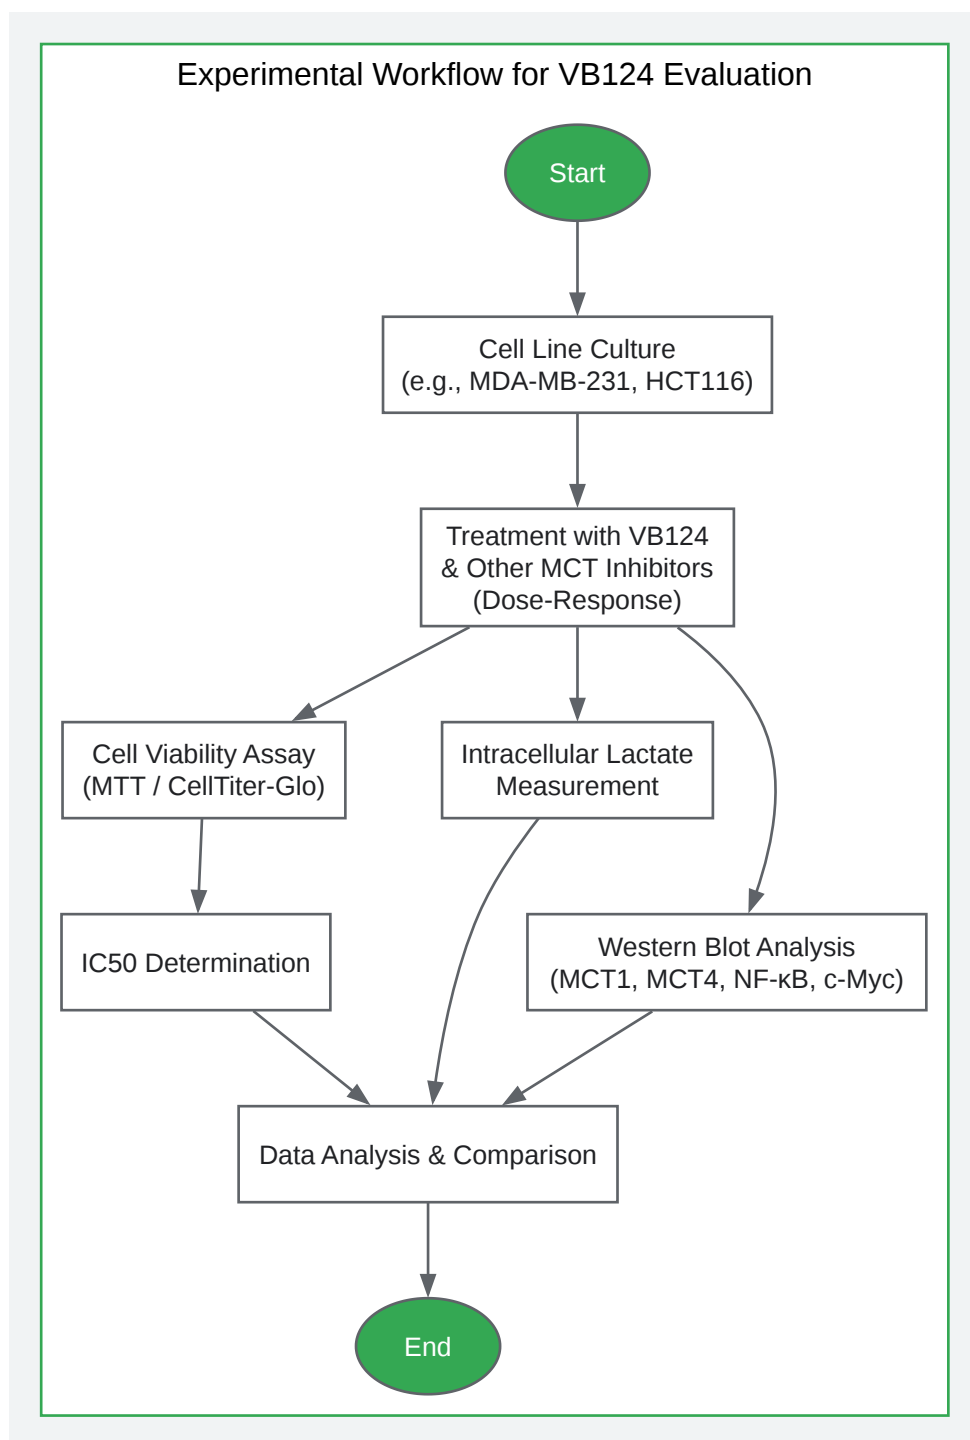 Experimental Workflow for VB124 Evaluation
Start
Cell Line Culture
(e.g., MDA-MB-231, HCT116)
Treatment with VB124
& Other MCT Inhibitors
(Dose-Response)
Cell Viability Assay
(MTT / CellTiter-Glo)
Intracellular Lactate
Measurement
IC50 Determination
Western Blot Analysis
(MCT1, MCT4, NF-κB, c-Myc)
Data Analysis & Comparison
End